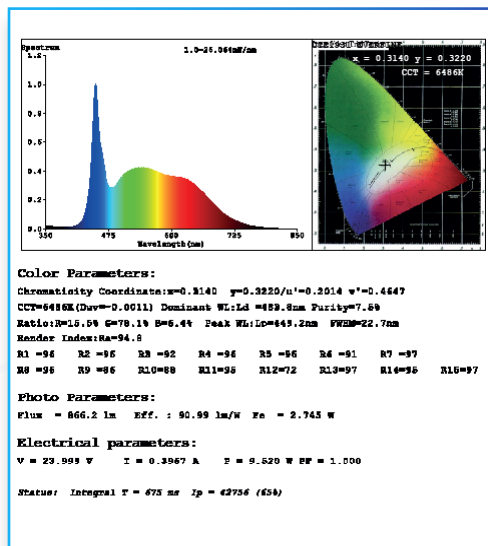 Spectrum
1.0=26.064mW/nm
1.2
1.0
0.8
0.6
0.4
0.2
0.0
350 475 600 725 850
Wavelength(nm)
x = 0.3140 y = 0.3220
CCT = 6486K
Color Parameters:
Chromaticity Coordinate:x=0.3140 y=0.3220/u'=0.2014 v'=0.4647
CCT=6486K(Duv=-0.0011) Dominant WL:Ld =483.8nm Purity=7.5%
Ratio:R=15.5% G=78.1% B=6.4% Peak WL:Lp=449.2nm FWHM=22.7nm
Render Index:Ra=94.8
R1 =96 R2 =96 R3 =92 R4 =96 R5 =96 R6 =91 R7 =97
R8 =96 R9 =86 R10=88 R11=95 R12=72 R13=97 R14=95 R15=97
Photo Parameters:
Flux = 866.2 lm Eff. : 90.99 lm/W Fe = 2.745 W
Electrical parameters:
V = 23.999 V I = 0.3967 A P = 9.520 W PF = 1.000
Status: Integral T = 675 ms Ip = 42756 (65%)